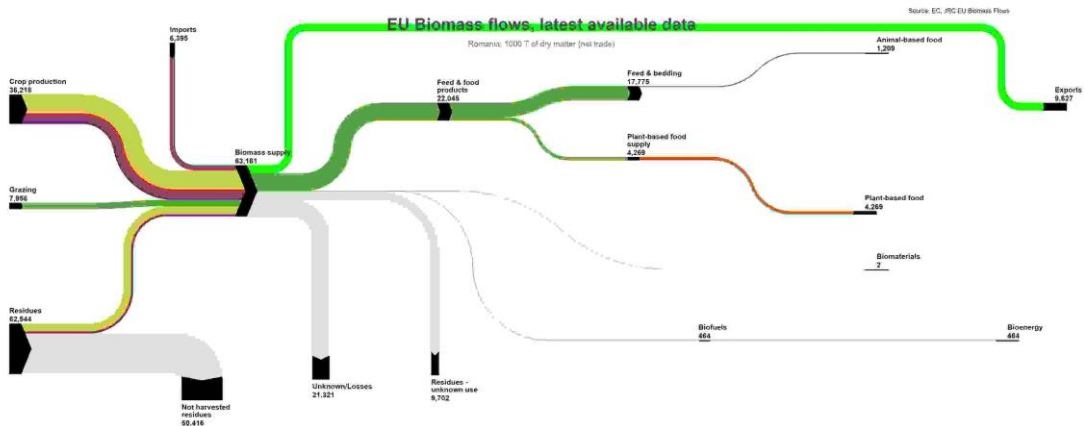 Source: EC, JRC EU Biomass Flows
EU Biomass flows, latest available data
Romania; 1000 T of dry matter (net trade)
Imports
6,395
Animal-based food
1,209
Crop production
36,218
Feed & food
products
22.045
Feed & bedding
17,775
Exports
9,627
Biomass supply
63,181
Plant-based food
supply
4,269
Grazing
7,956
Plant-based food
4,269
Biomaterials
2
Residues
62,544
Biofuels
464
Bioenergy
464
Unknown/Losses
21.321
Residues -
unknown use
9,702
Not harvested
residues
50,416